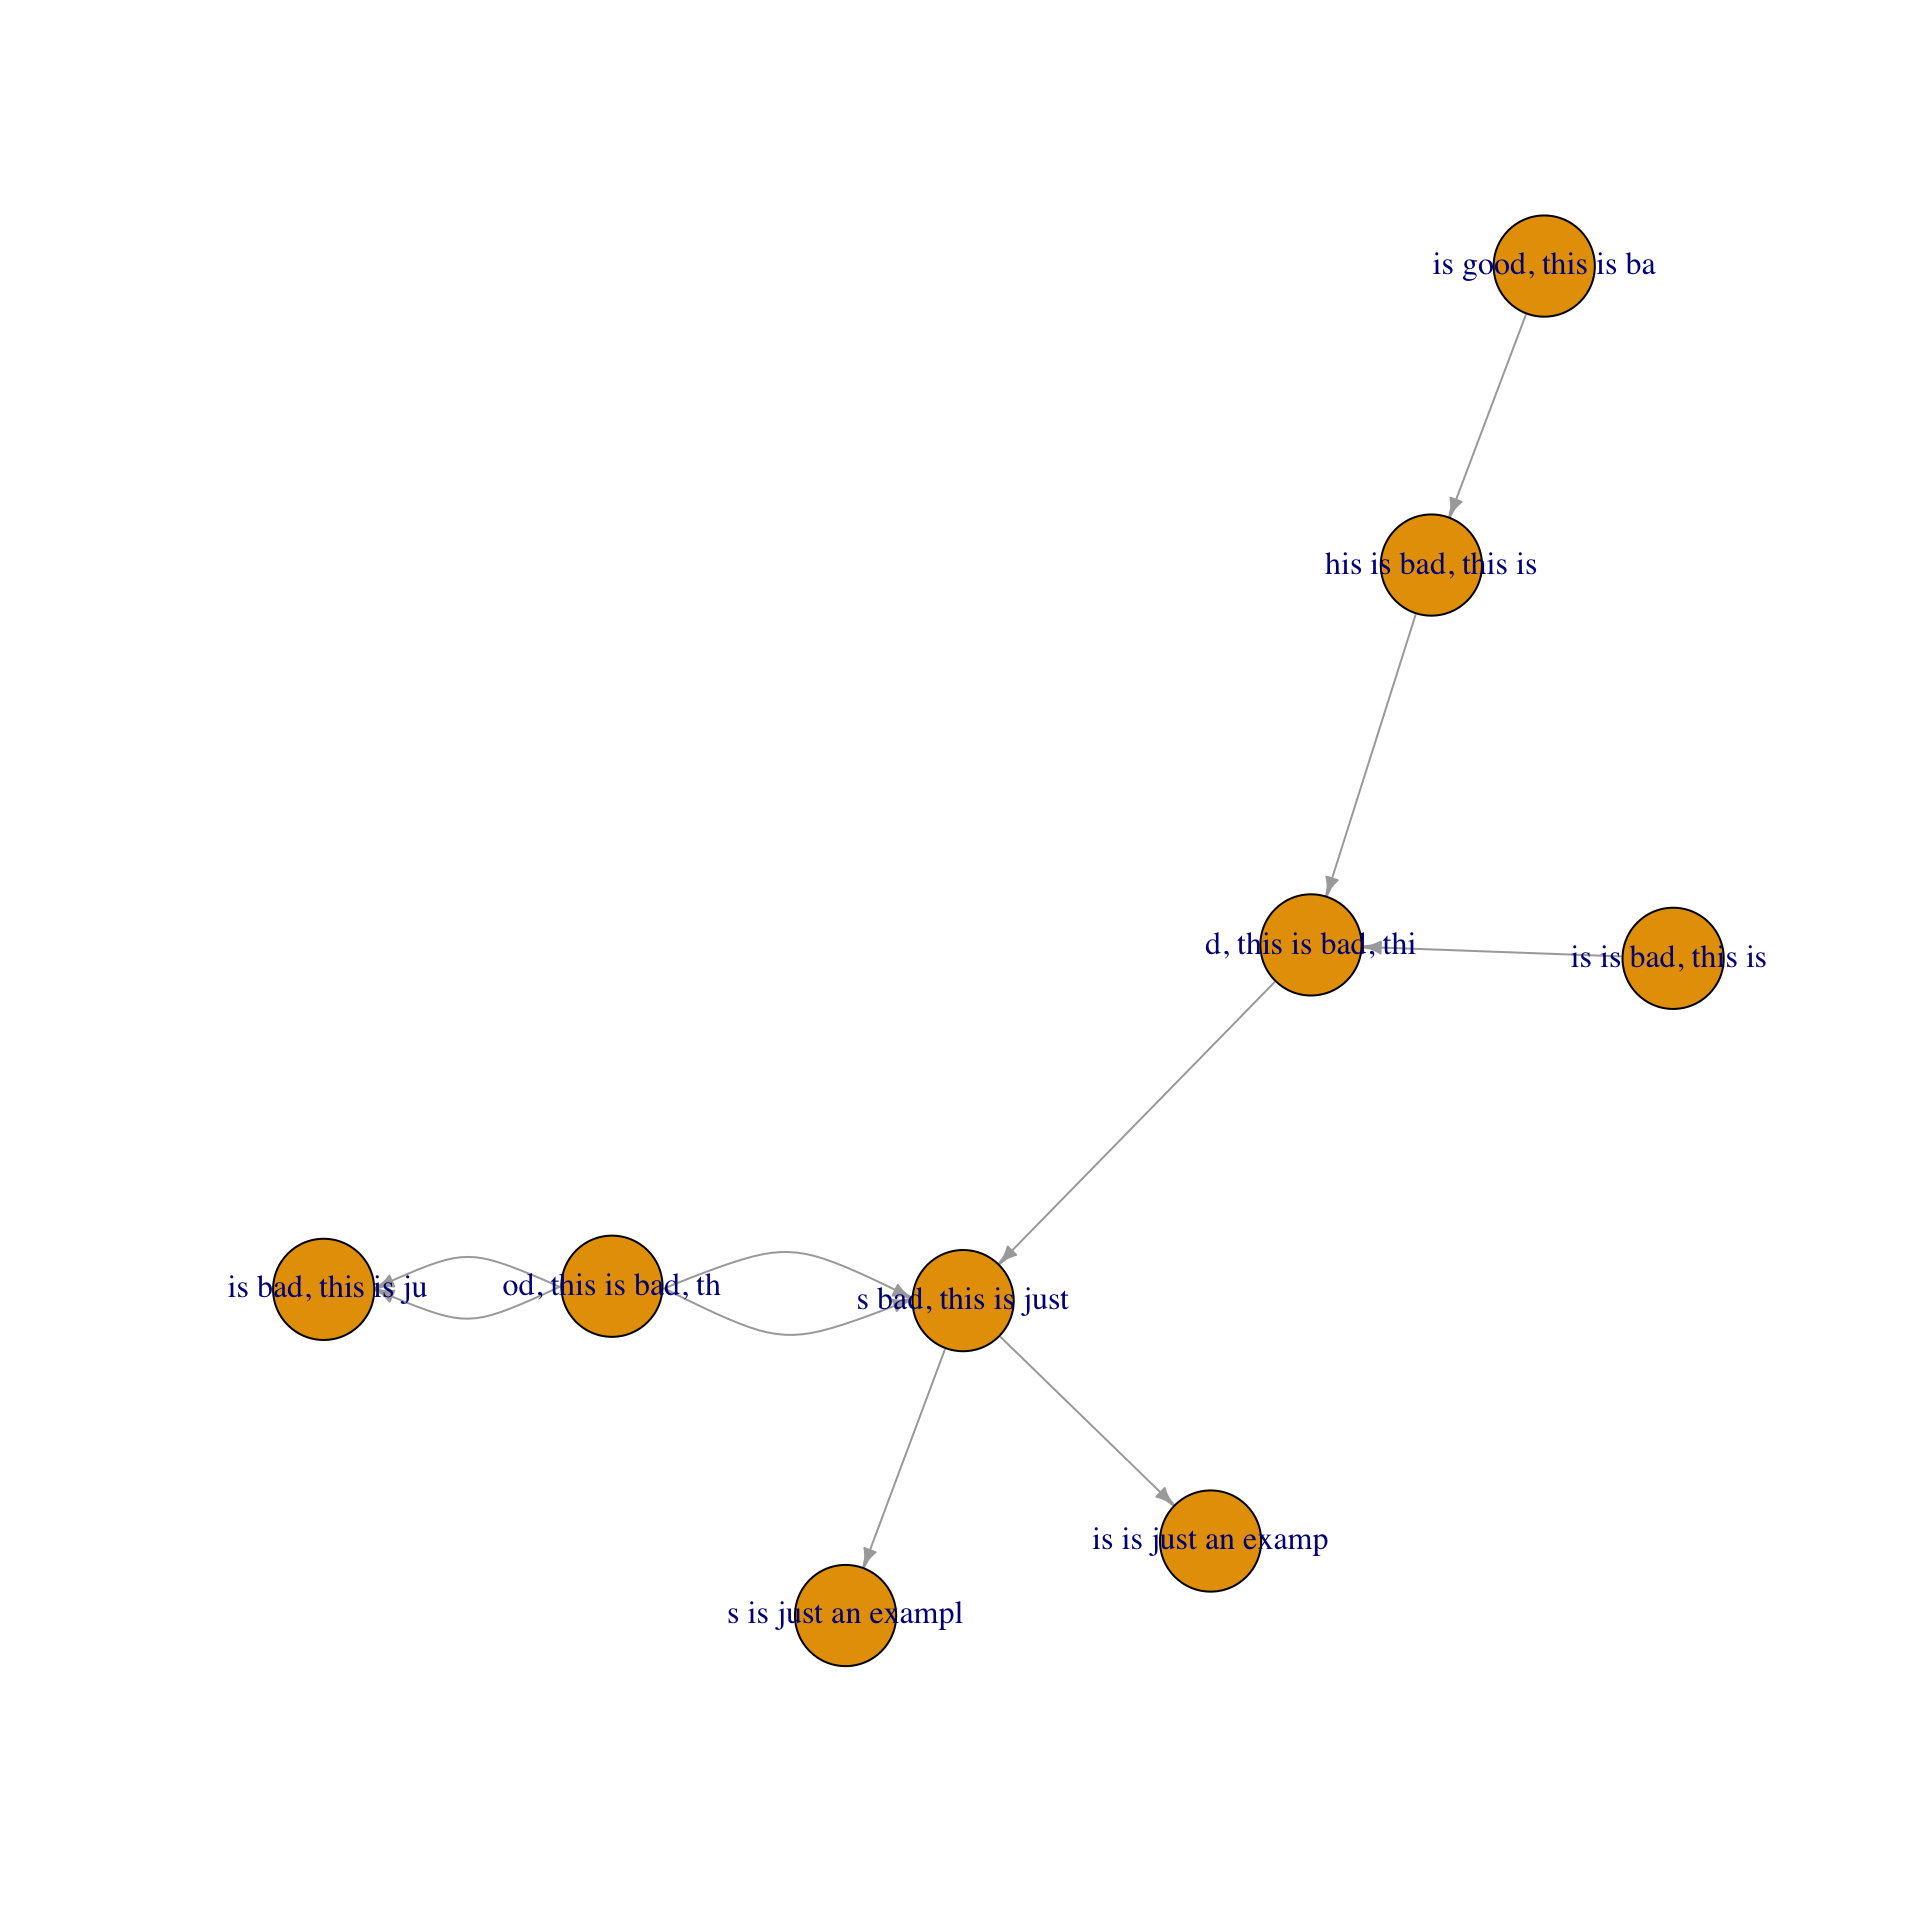 is good, this is ba
his is bad, this is
d, this is bad, thi
is is bad, this is
is bad, this is ju
od, this is bad, th
s bad, this is just
is is just an examp
s is just an exampl